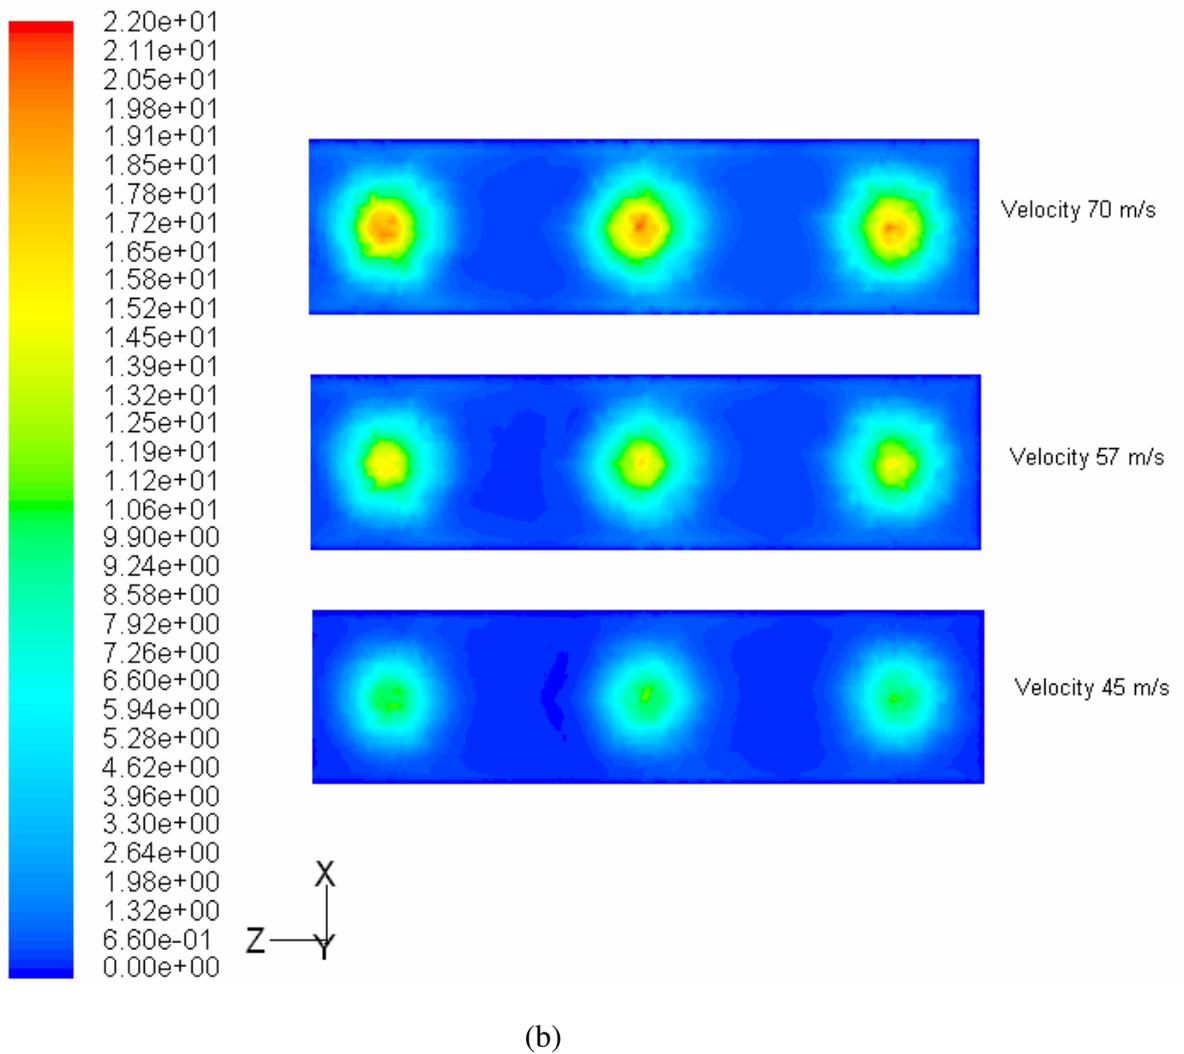 2.20e+01
2.11e+01
2.05e+01
1.98e+01
1.91e+01
1.85e+01
1.78e+01
1.72e+01
1.65e+01
1.58e+01
1.52e+01
1.45e+01
1.39e+01
1.32e+01
1.25e+01
1.19e+01
1.12e+01
1.06e+01
9.90e+00
9.24e+00
8.58e+00
7.92e+00
7.26e+00
6.60e+00
5.94e+00
5.28e+00
4.62e+00
3.96e+00
3.30e+00
2.64e+00
1.98e+00
1.32e+00
6.60e-01
0.00e+00
Velocity 70 m/s
Velocity 57 m/s
Velocity 45 m/s
X
Z
Y
(b)